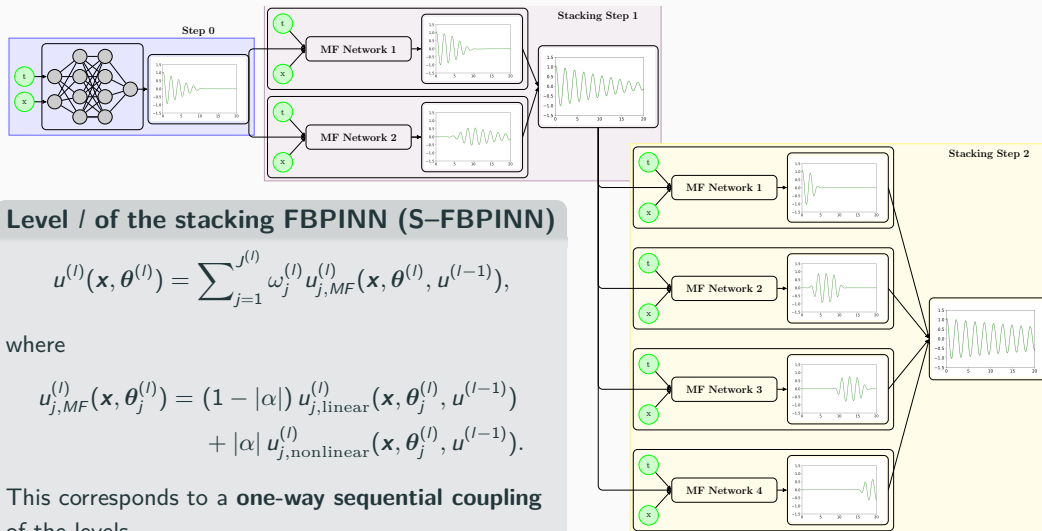 Step 0
t
x
Stacking Step 1
t
MF Network 1
x
t
MF Network 2
x
Stacking Step 2
t
MF Network 1
x
t
MF Network 2
x
t
MF Network 3
x
t
MF Network 4
x
Level l of the stacking FBPINN (S–FBPINN)
u^{(l)}(x, θ^{(l)}) = ∑_{j=1}^{J^{(l)}} ω_j^{(l)} u_{j,MF}^{(l)}(x, θ^{(l)}, u^{(l−1)}),
where
u_{j,MF}^{(l)}(x, θ_j^{(l)}) = (1 − |α|) u_{j,linear}^{(l)}(x, θ_j^{(l)}, u^{(l−1)})
+ |α| u_{j,nonlinear}^{(l)}(x, θ_j^{(l)}, u^{(l−1)}).
This corresponds to a one-way sequential coupling
of the levels